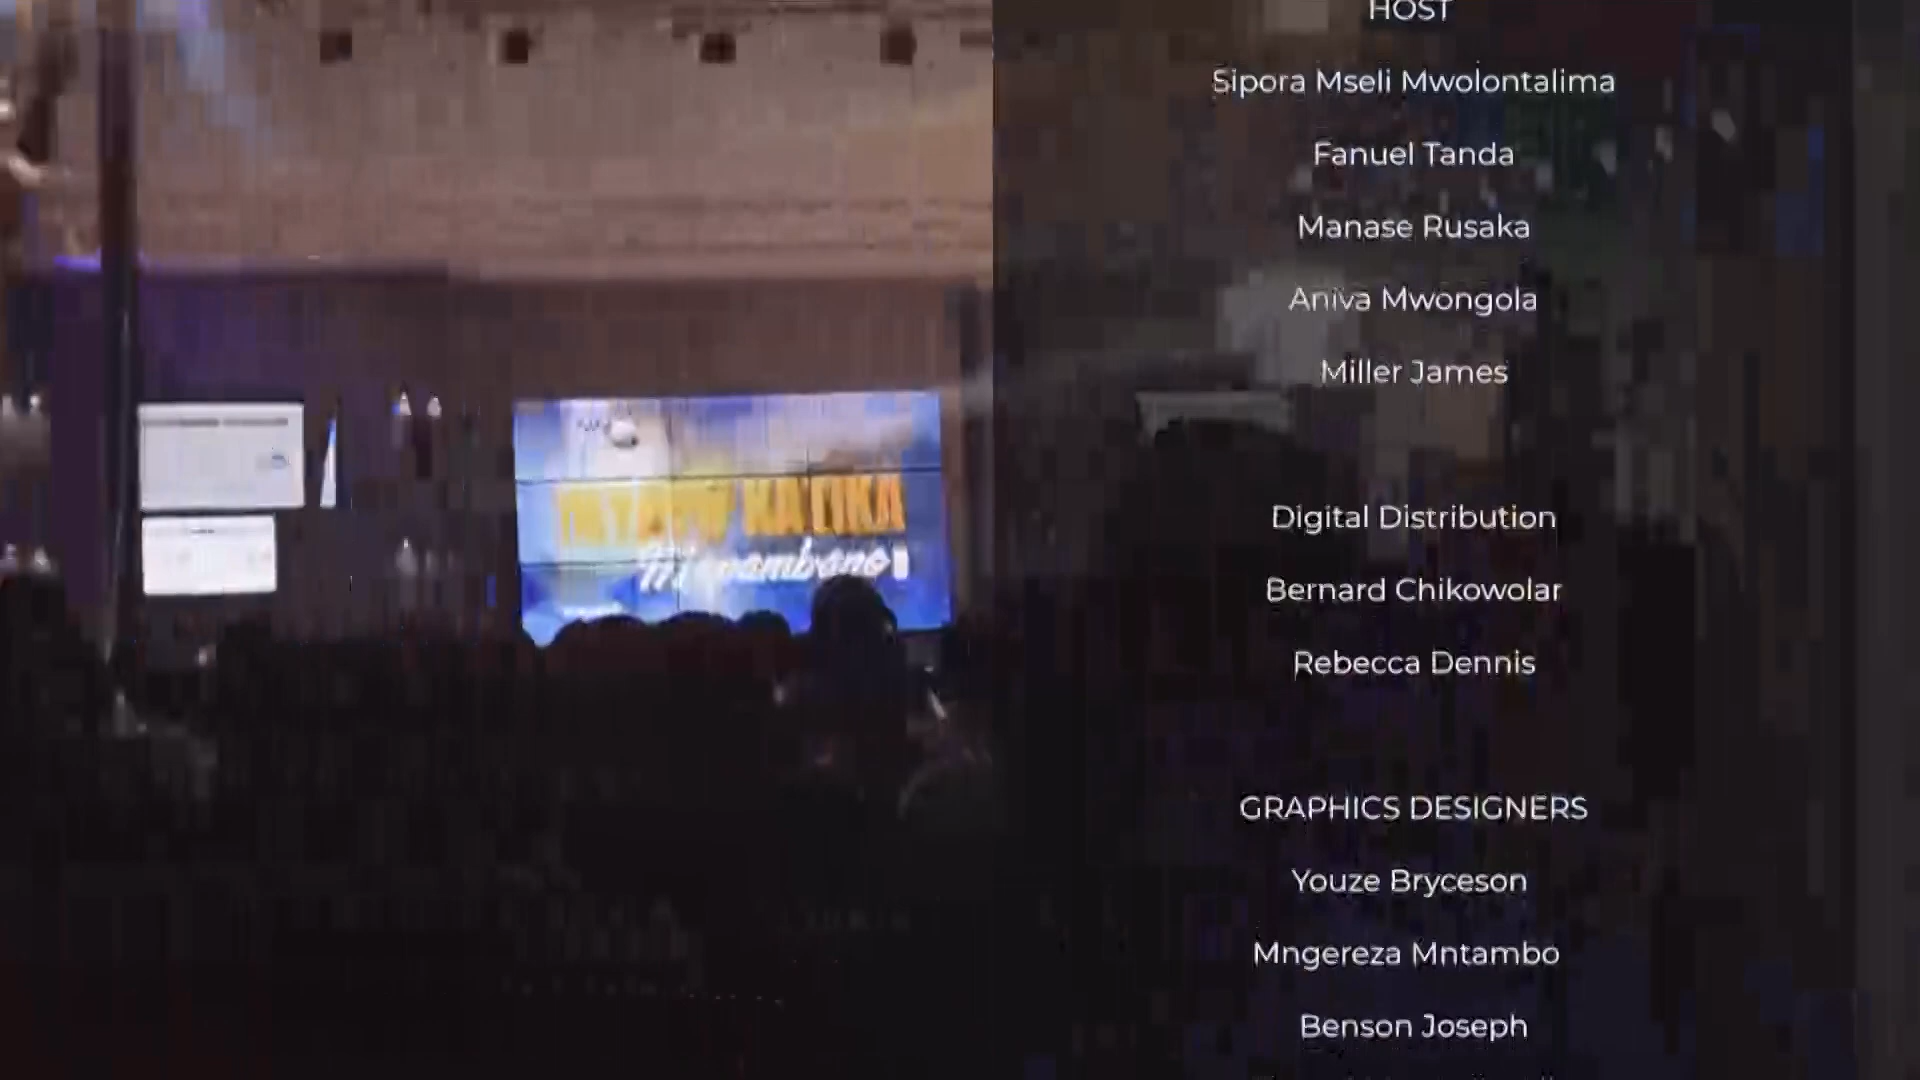 HOST
Sipora Mseli Mwolontalima
Fanuel Tanda
Manase Rusaka
Aniva Mwongola
Miller James
Digital Distribution
Bernard Chikowolar
Rebecca Dennis
GRAPHICS DESIGNERS
Youze Bryceson
Mngereza Mntambo
Benson Joseph
KATIKA